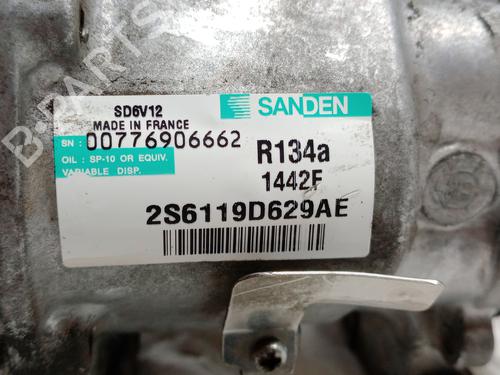 SD6V12
MADE IN FRANCE
SANDEN
SN : 00776906662
OIL : SP-10 OR EQUIV.
VARIABLE DISP.
R134a
1442F
2S6119D629AE
B-PARTS